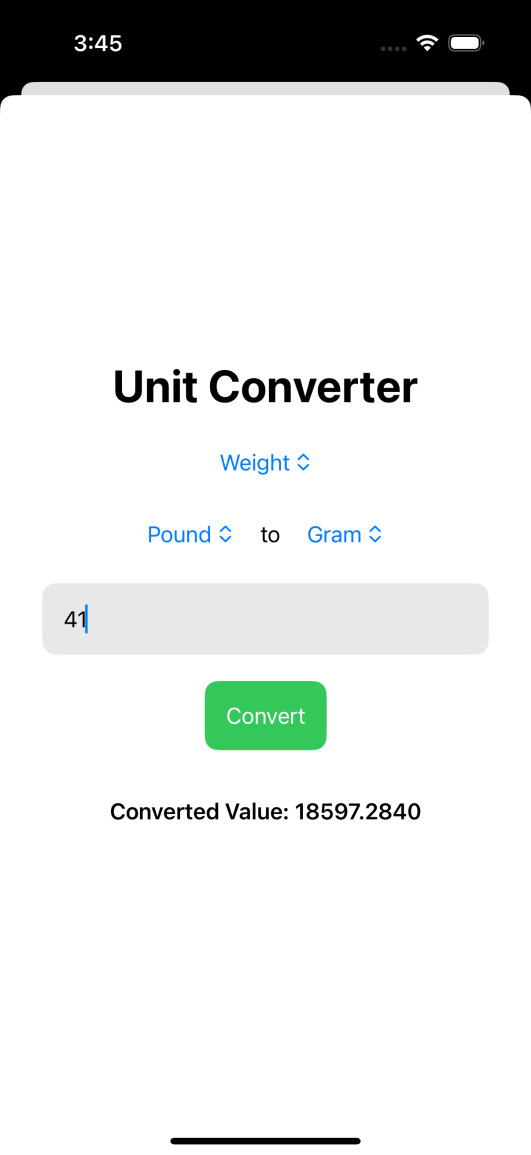 3:45
Unit Converter
Weight
Pound to Gram
41
Convert
Converted Value: 18597.2840